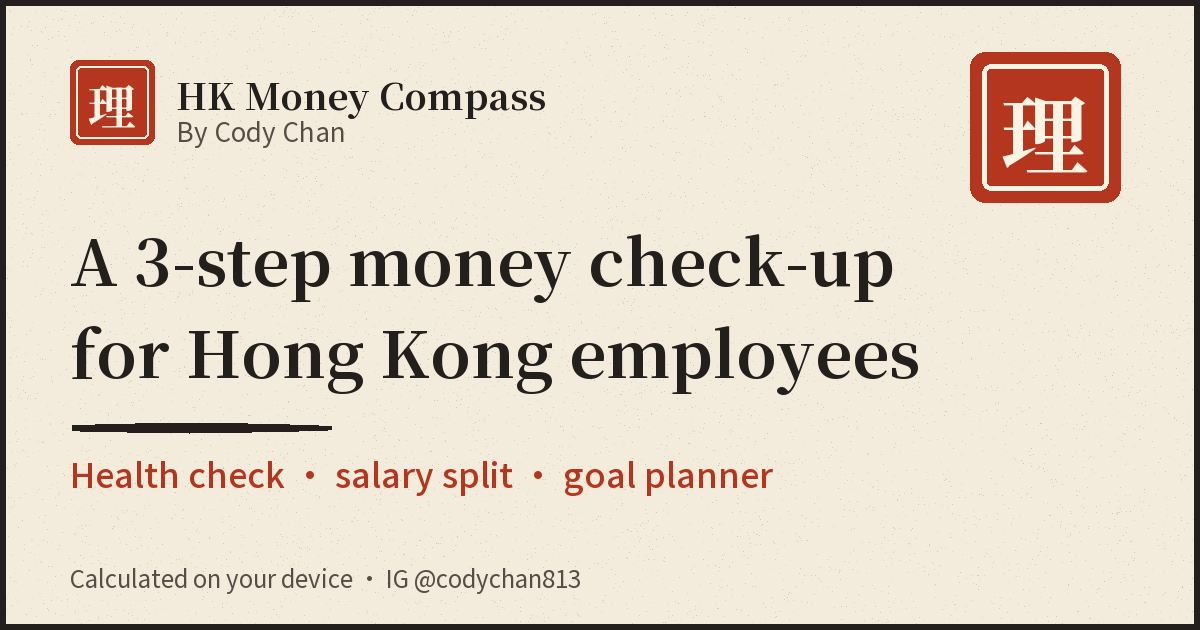 理
HK Money Compass
By Cody Chan
理
A 3-step money check-up
for Hong Kong employees
Health check • salary split • goal planner
Calculated on your device • IG @codychan813